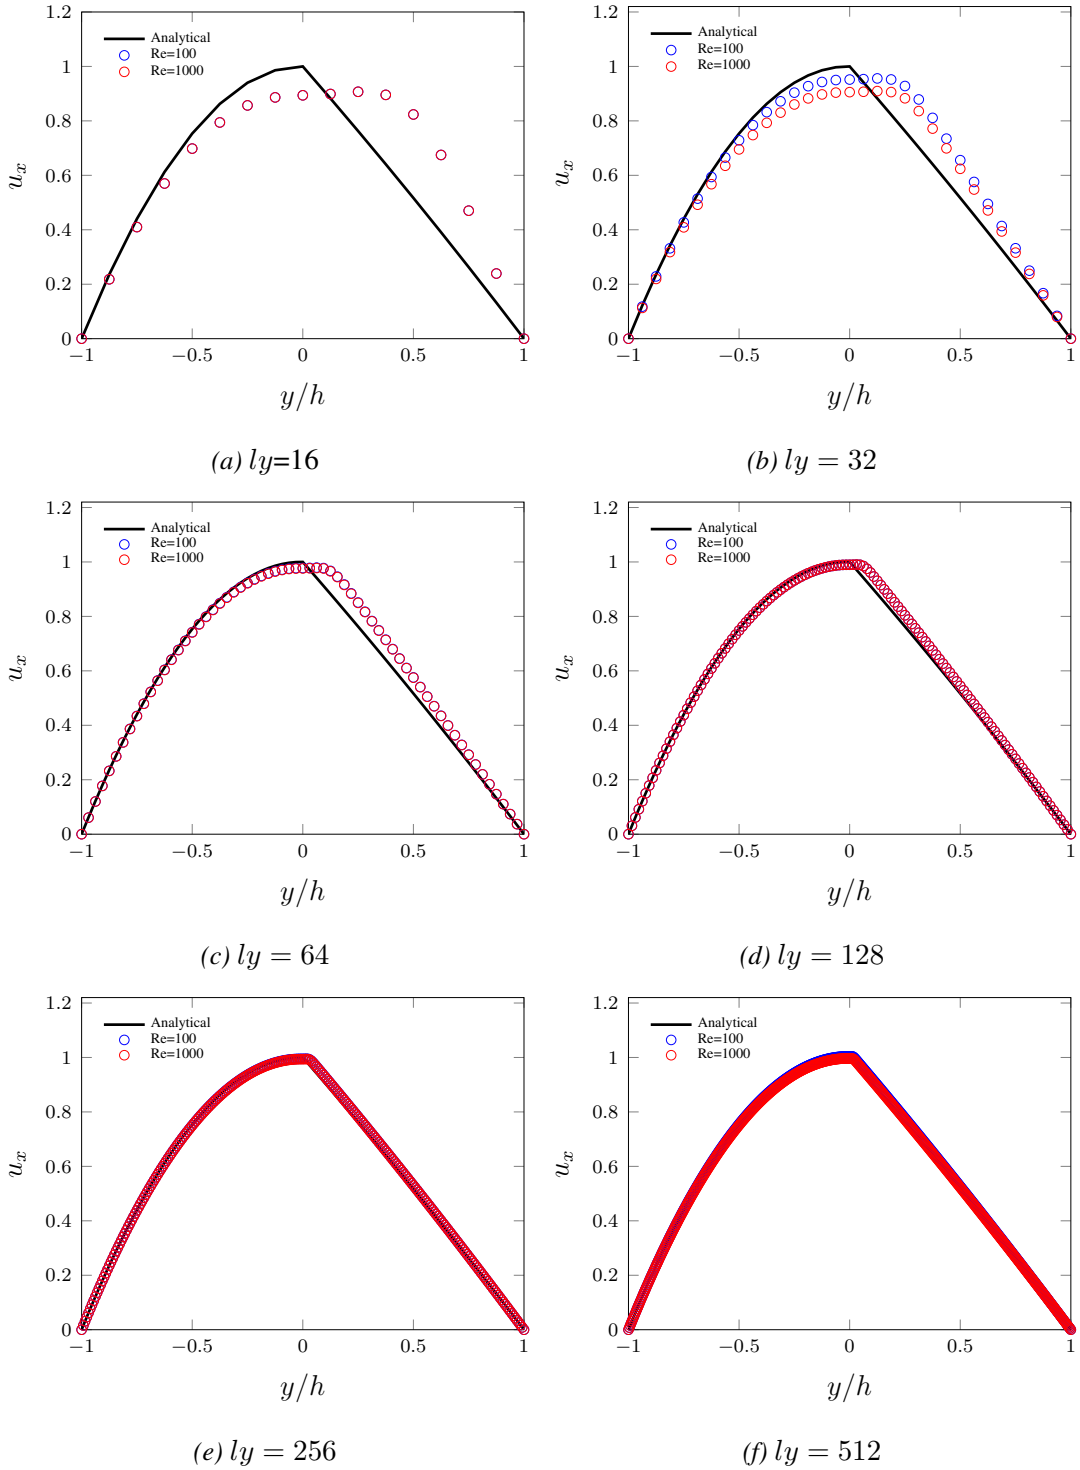 1.2
1
0.8
0.6
0.4
0.2
0
u_x
Analytical
Re=100
Re=1000
−1
−0.5
0
0.5
1
y/h
(a) ly=16
1.2
1
0.8
0.6
0.4
0.2
0
u_x
Analytical
Re=100
Re=1000
−1
−0.5
0
0.5
1
y/h
(b) ly = 32
1.2
1
0.8
0.6
0.4
0.2
0
u_x
Analytical
Re=100
Re=1000
−1
−0.5
0
0.5
1
y/h
(c) ly = 64
1.2
1
0.8
0.6
0.4
0.2
0
u_x
Analytical
Re=100
Re=1000
−1
−0.5
0
0.5
1
y/h
(d) ly = 128
1.2
1
0.8
0.6
0.4
0.2
0
u_x
Analytical
Re=100
Re=1000
−1
−0.5
0
0.5
1
y/h
(e) ly = 256
1.2
1
0.8
0.6
0.4
0.2
0
u_x
Analytical
Re=100
Re=1000
−1
−0.5
0
0.5
1
y/h
(f) ly = 512